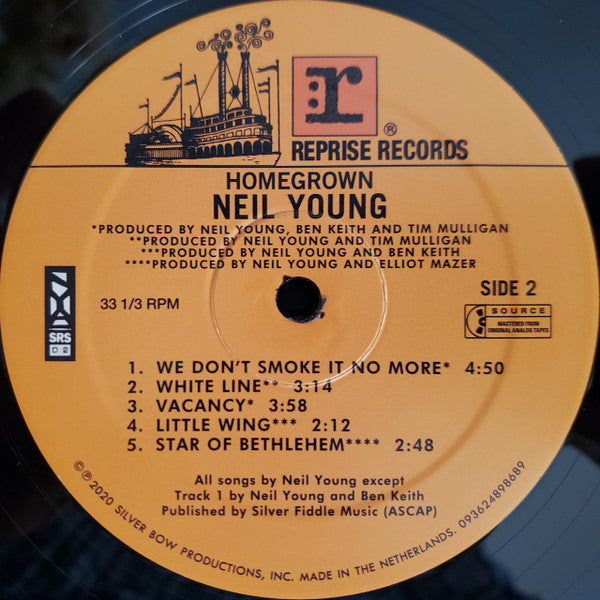 r
®
REPRISE RECORDS
HOMEGROWN
NEIL YOUNG
*PRODUCED BY NEIL YOUNG, BEN KEITH AND TIM MULLIGAN
**PRODUCED BY NEIL YOUNG AND TIM MULLIGAN
***PRODUCED BY NEIL YOUNG AND BEN KEITH
****PRODUCED BY NEIL YOUNG AND ELLIOT MAZER
SRS
02
33 1/3 RPM
SIDE 2
SOURCE
MASTERED FROM
ORIGINAL ANALOG TAPES
1. WE DON'T SMOKE IT NO MORE* 4:50
2. WHITE LINE** 3:14
3. VACANCY* 3:58
4. LITTLE WING*** 2:12
5. STAR OF BETHLEHEM**** 2:48
All songs by Neil Young except
Track 1 by Neil Young and Ben Keith
Published by Silver Fiddle Music (ASCAP)
©℗2020 SILVER BOW PRODUCTIONS, INC. MADE IN THE NETHERLANDS. 093624898689